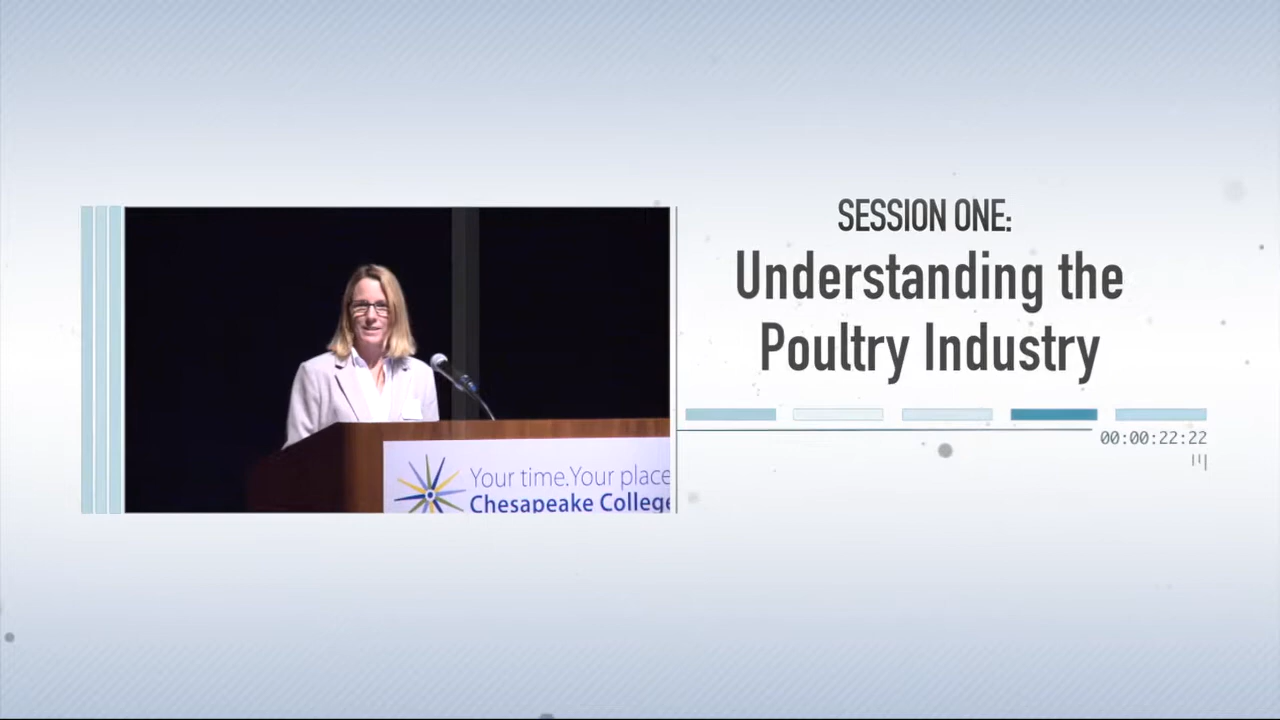 SESSION ONE:
Understanding the
Poultry Industry
00:00:22:22
Your time.Your place
Chesapeake College